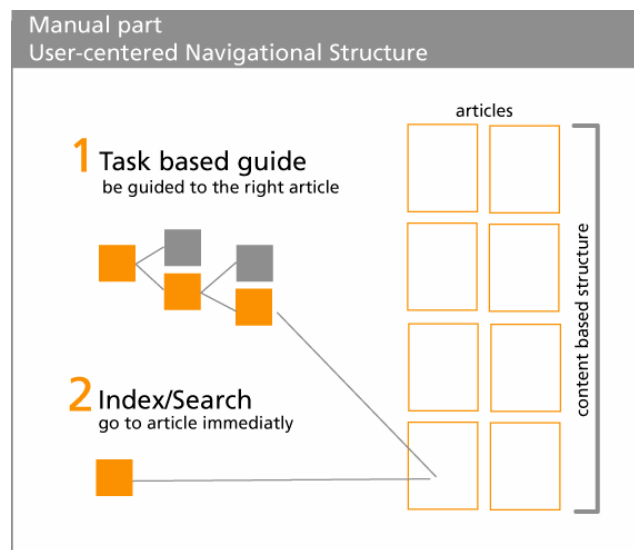 Manual part
User-centered Navigational Structure
articles
1 Task based guide
be guided to the right article
2 Index/Search
go to article immediatly
content based structure